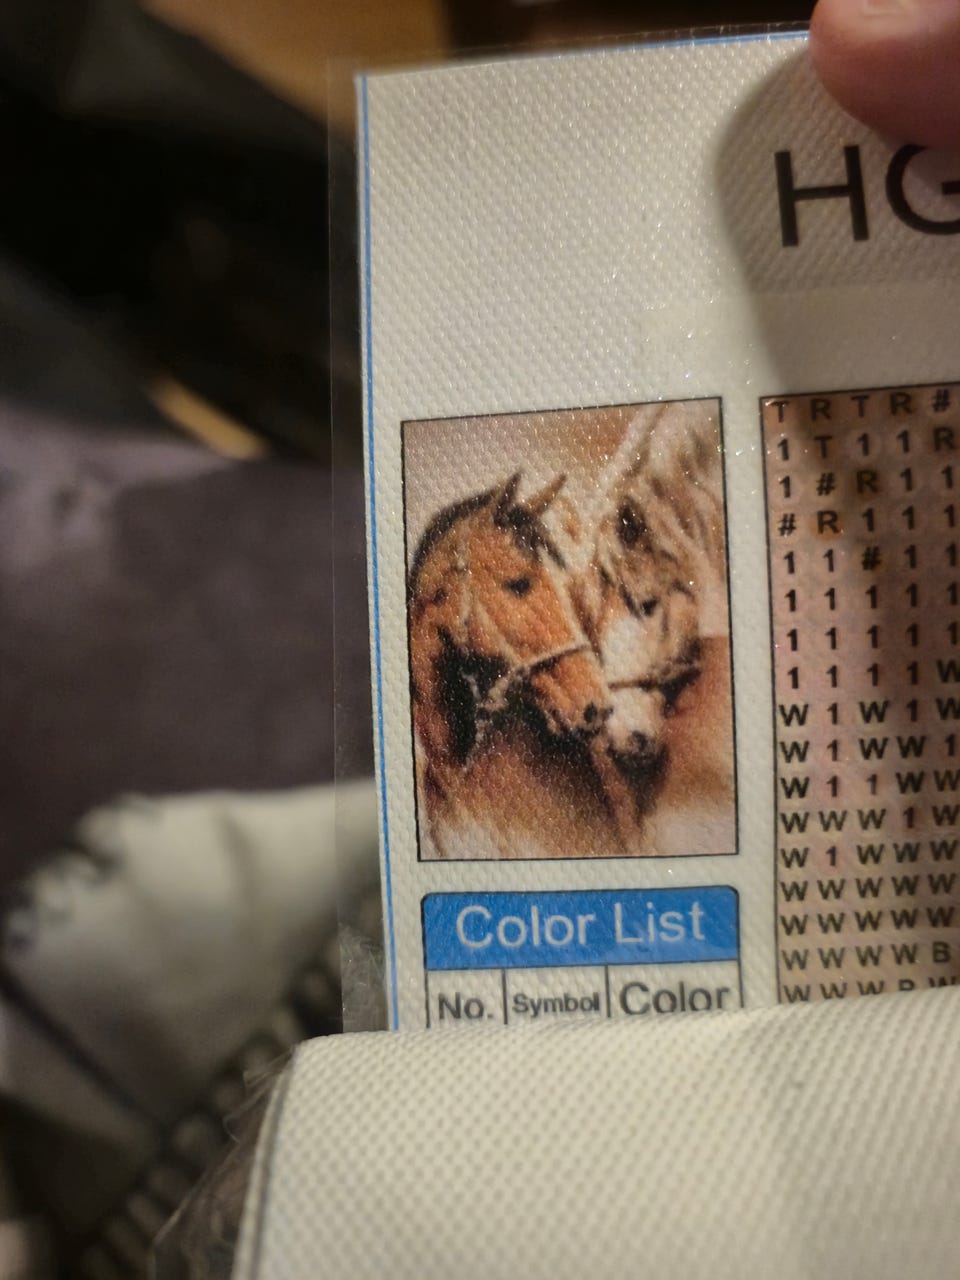 HG
Color List
No. Symbol Color
T R T R #
1 T 1 1 R
1 # R 1 1
# R 1 1 1
1 1 # 1 1
1 1 1 1 1
1 1 1 1 1
1 1 1 1 W
W 1 W 1 W
W 1 W W 1
W 1 1 W W
W W W 1 W
W 1 W W W
W W W W W
W W W W W
W W W W B
W W W B W